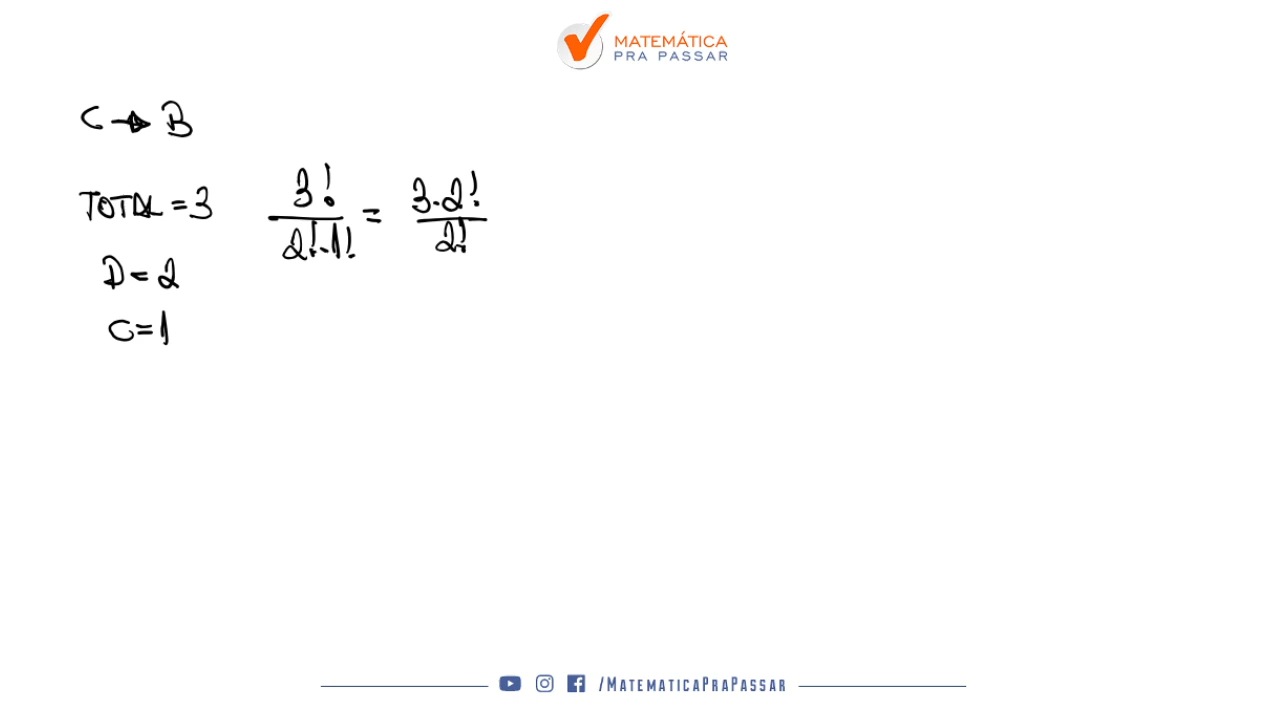 MATEMÁTICA
PRA PASSAR
C → B
TOTAL = 3
3! / 2!·1! = 3·2! / 2!
D = 2
C = 1
/MATEMATICAPRAPASSAR